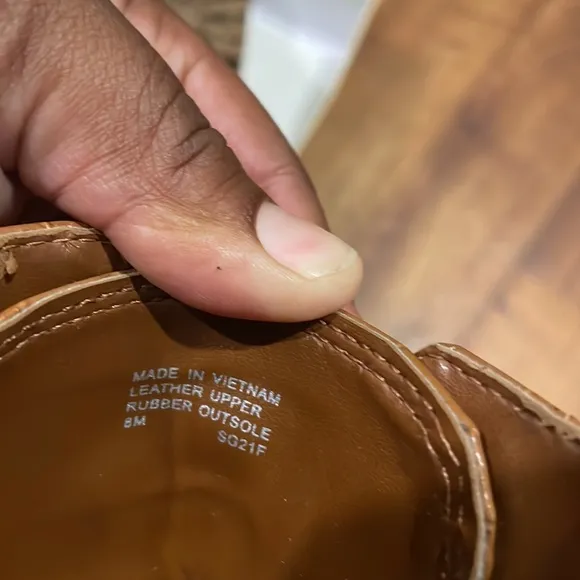 MADE IN VIETNAM
LEATHER UPPER
RUBBER OUTSOLE
8M SG21F